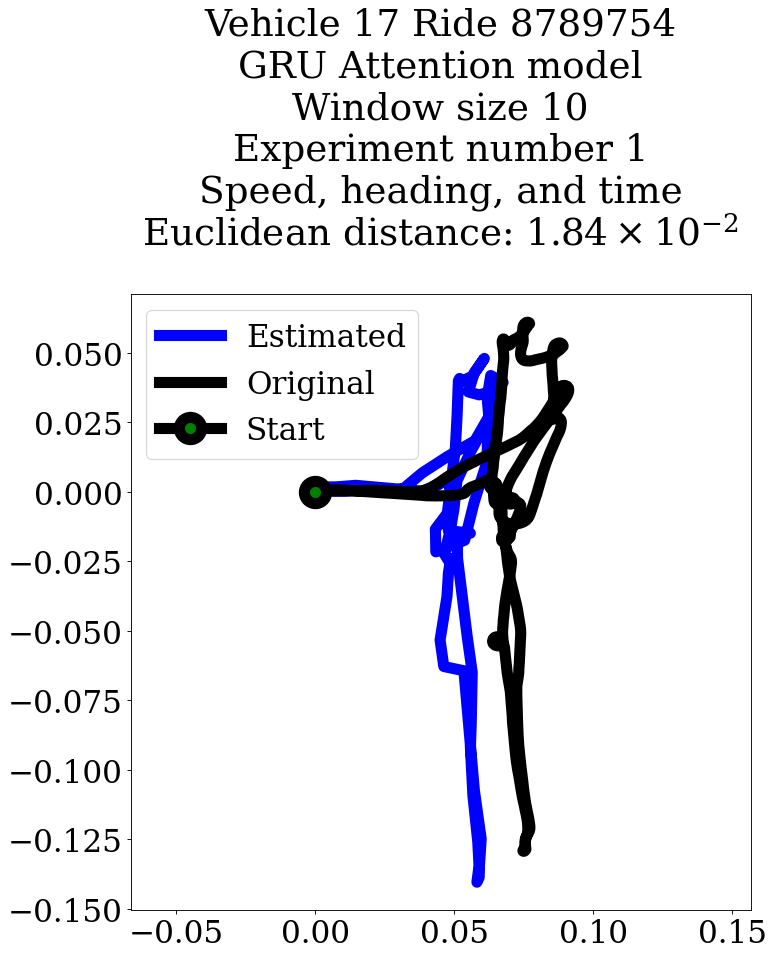 Vehicle 17 Ride 8789754
GRU Attention model
Window size 10
Experiment number 1
Speed, heading, and time
Euclidean distance: 1.84 × 10⁻²
Estimated
Original
Start
0.050
0.025
0.000
−0.025
−0.050
−0.075
−0.100
−0.125
−0.150
−0.05 0.00 0.05 0.10 0.15